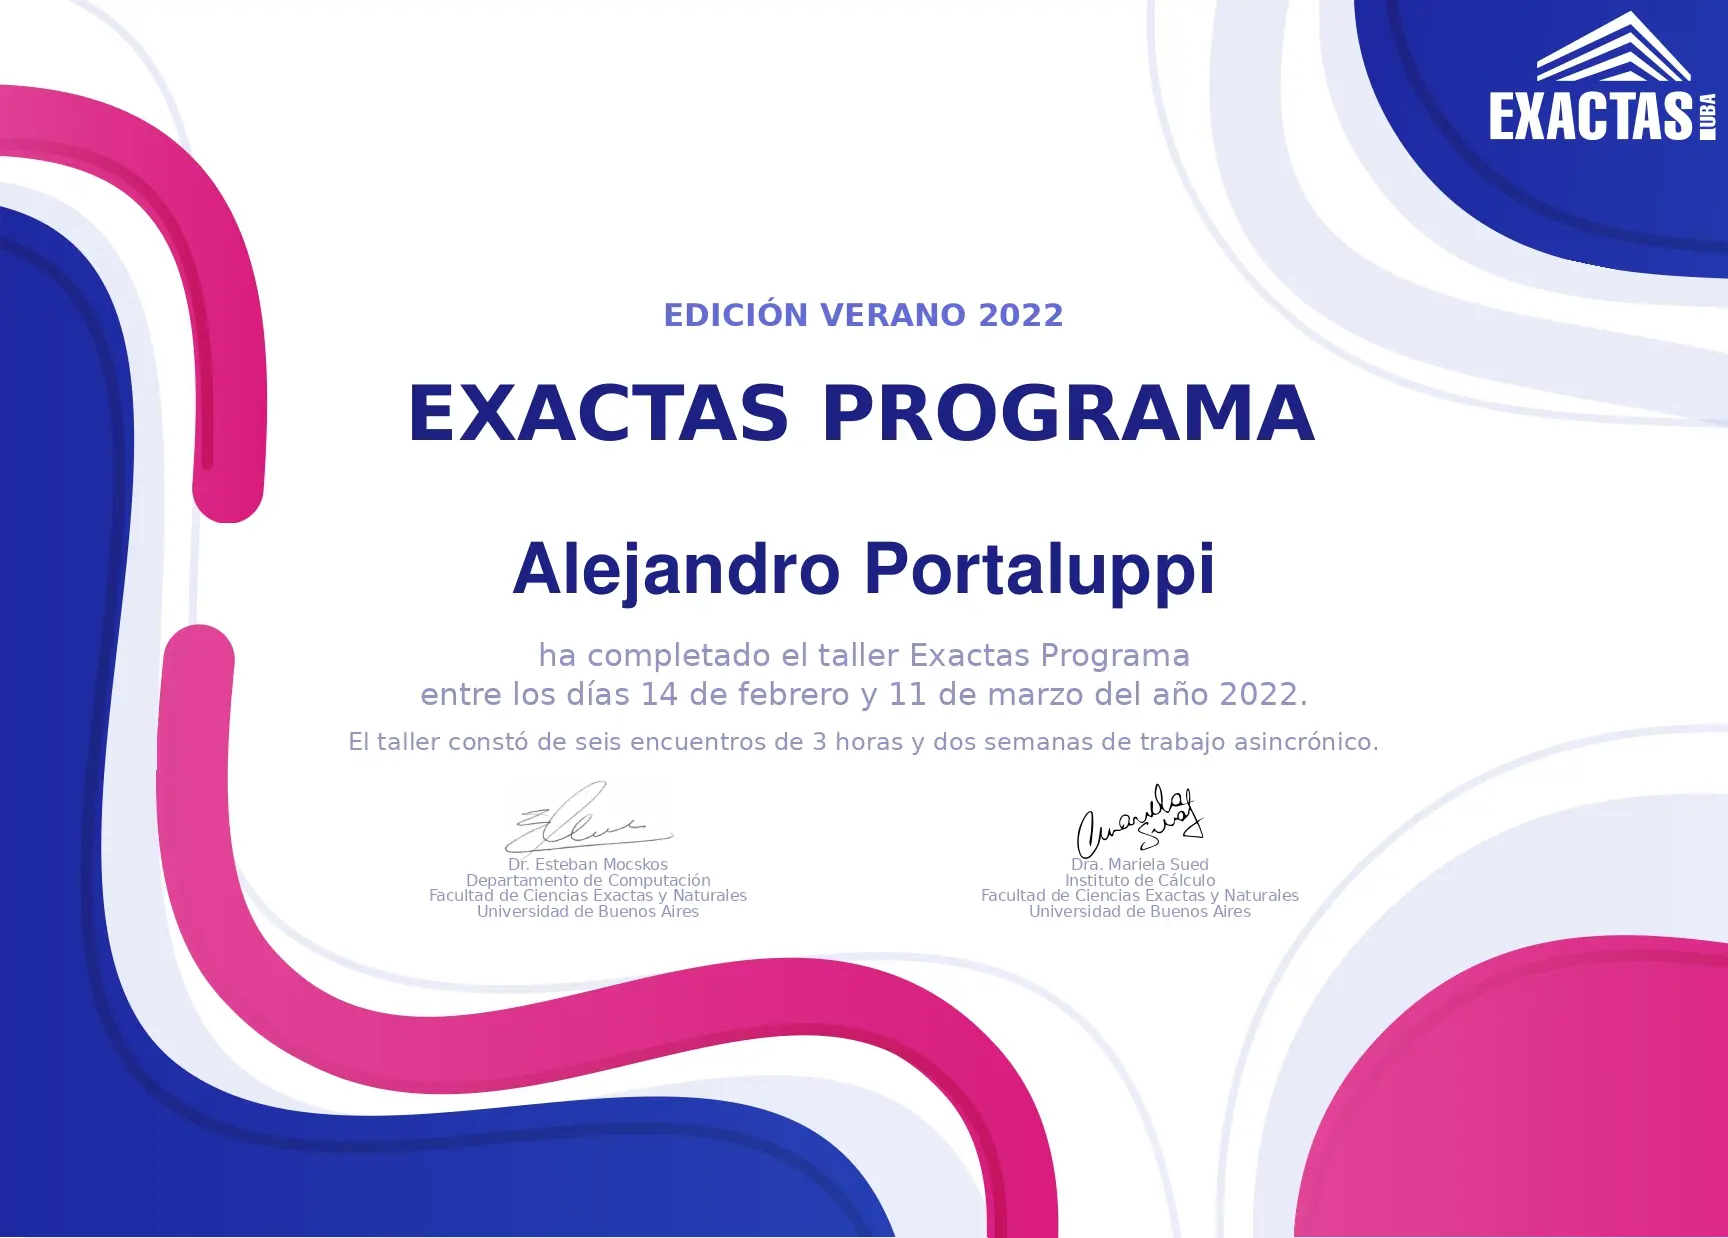 EXACTAS UBA
EDICIÓN VERANO 2022
EXACTAS PROGRAMA
Alejandro Portaluppi
ha completado el taller Exactas Programa
entre los días 14 de febrero y 11 de marzo del año 2022.
El taller constó de seis encuentros de 3 horas y dos semanas de trabajo asincrónico.
Mariela
Sued
Dr. Esteban Mocskos
Departamento de Computación
Facultad de Ciencias Exactas y Naturales
Universidad de Buenos Aires
Dra. Mariela Sued
Instituto de Cálculo
Facultad de Ciencias Exactas y Naturales
Universidad de Buenos Aires